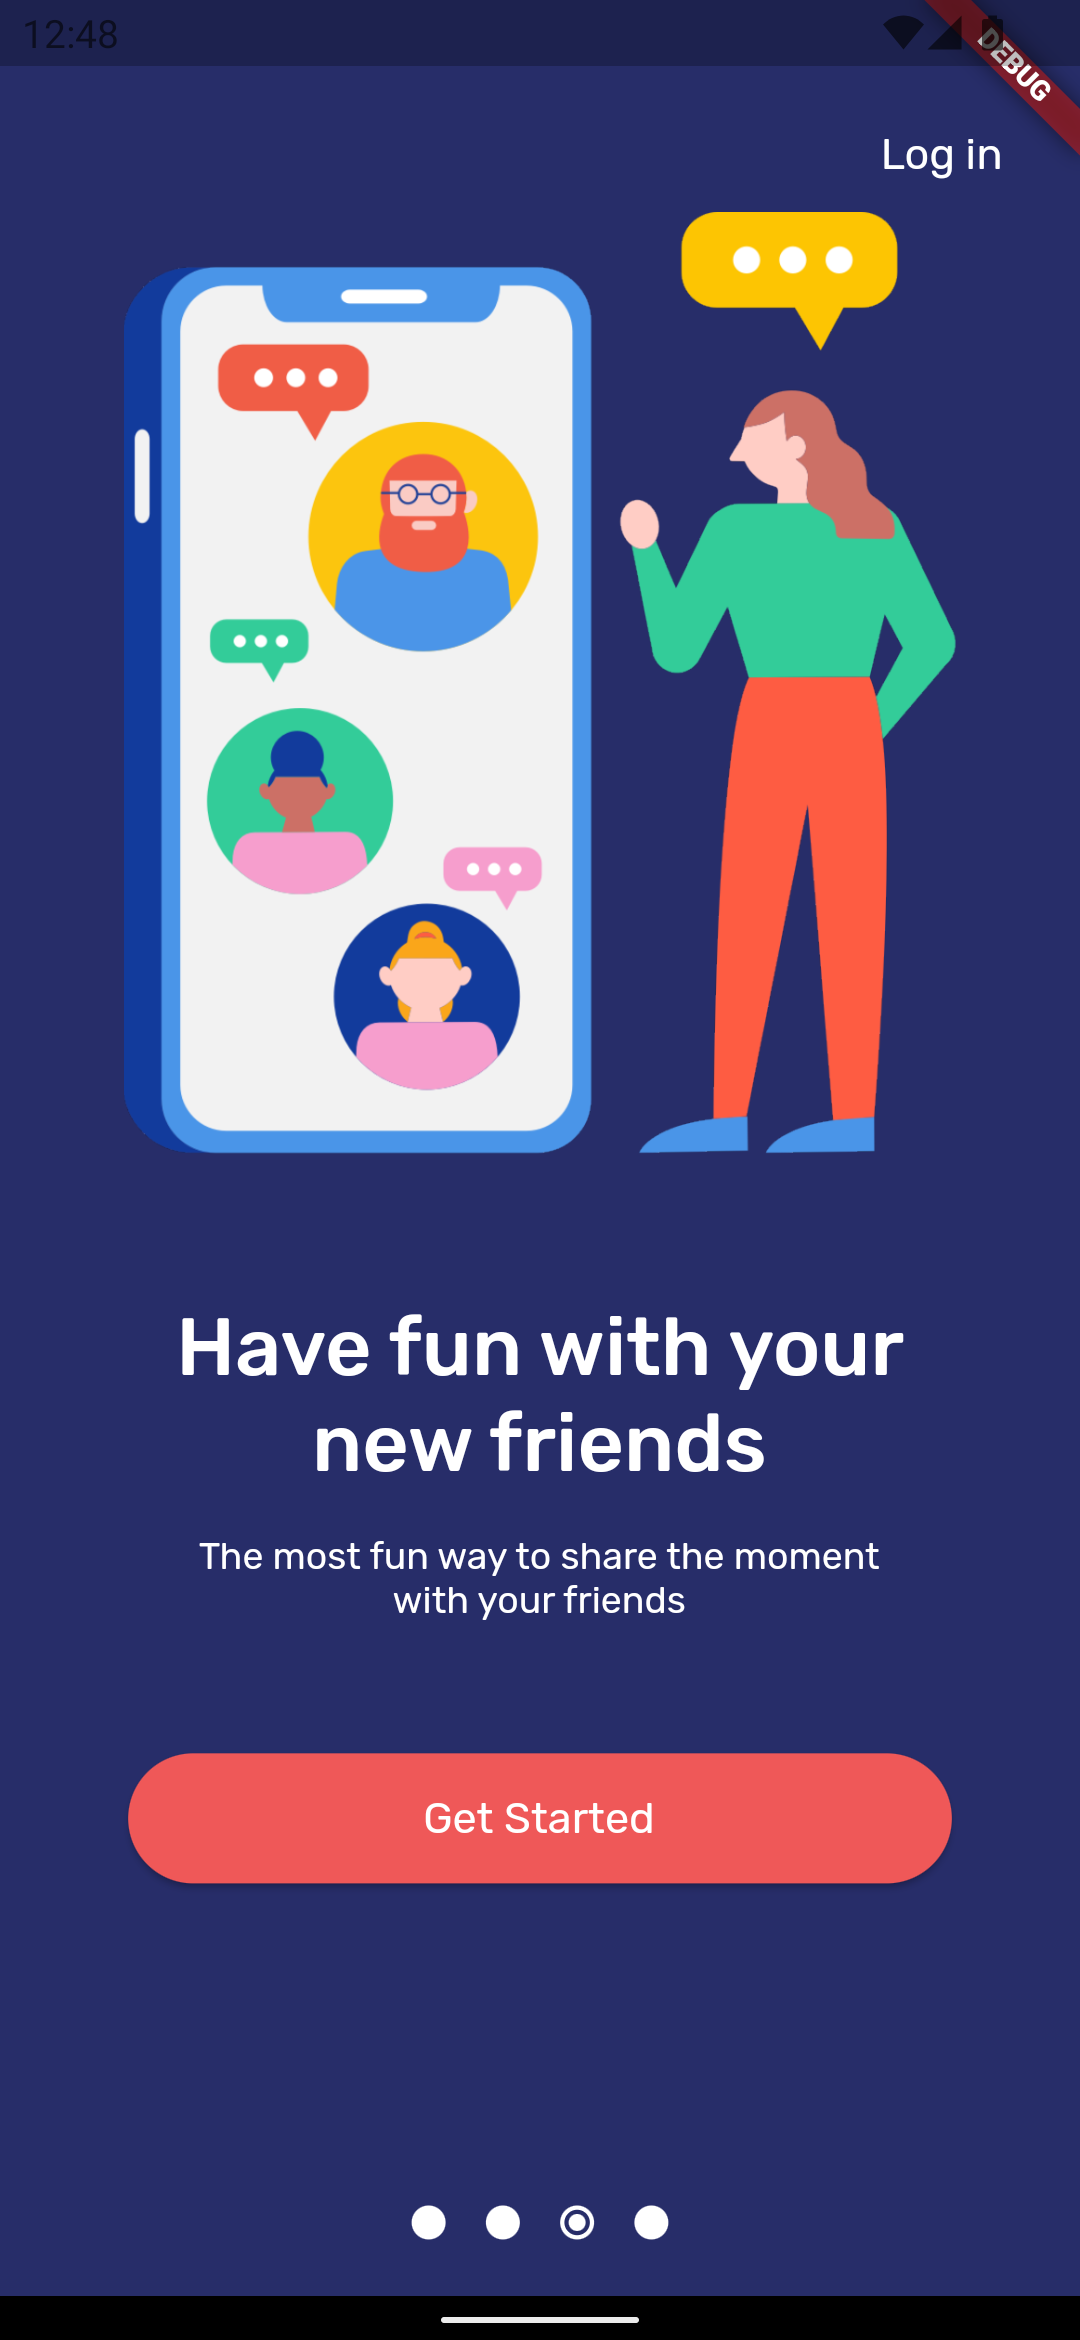 12:48
DEBUG
Log in
Have fun with your
new friends
The most fun way to share the moment
with your friends
Get Started